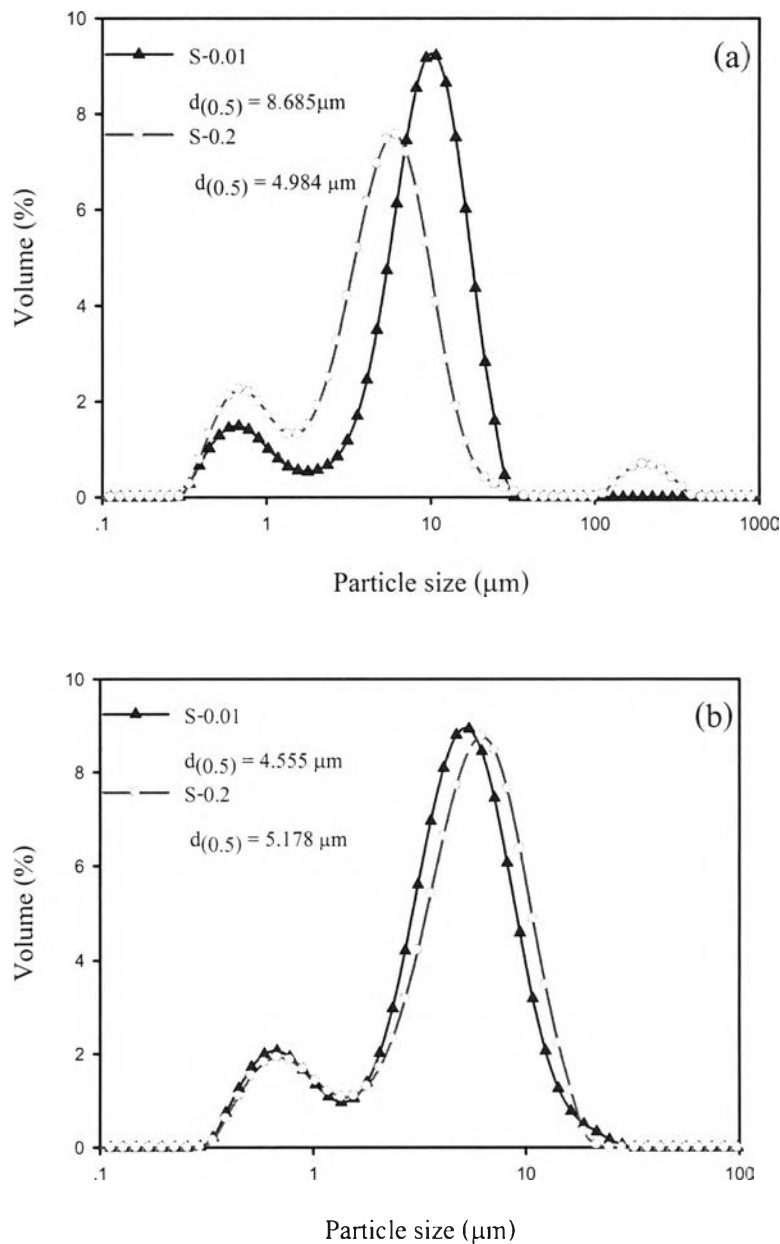 (a)
S-0.01
d(0.5) = 8.685μm
S-0.2
d(0.5) = 4.984 μm
10
8
6
4
2
0
Volume (%)
.1 1 10 100 1000
Particle size (μm)
(b)
S-0.01
d(0.5) = 4.555 μm
S-0.2
d(0.5) = 5.178 μm
10
8
6
4
2
0
Volume (%)
.1 1 10 100
Particle size (μm)